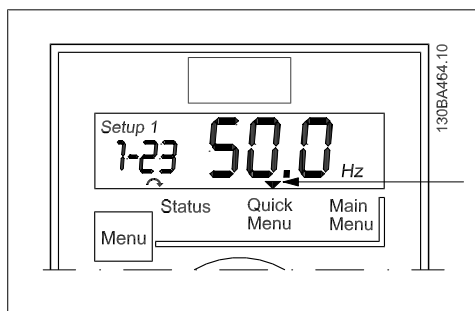 130BA464.10
Setup 1
1-23
50.0
Hz
Status
Quick
Menu
Main
Menu
Menu